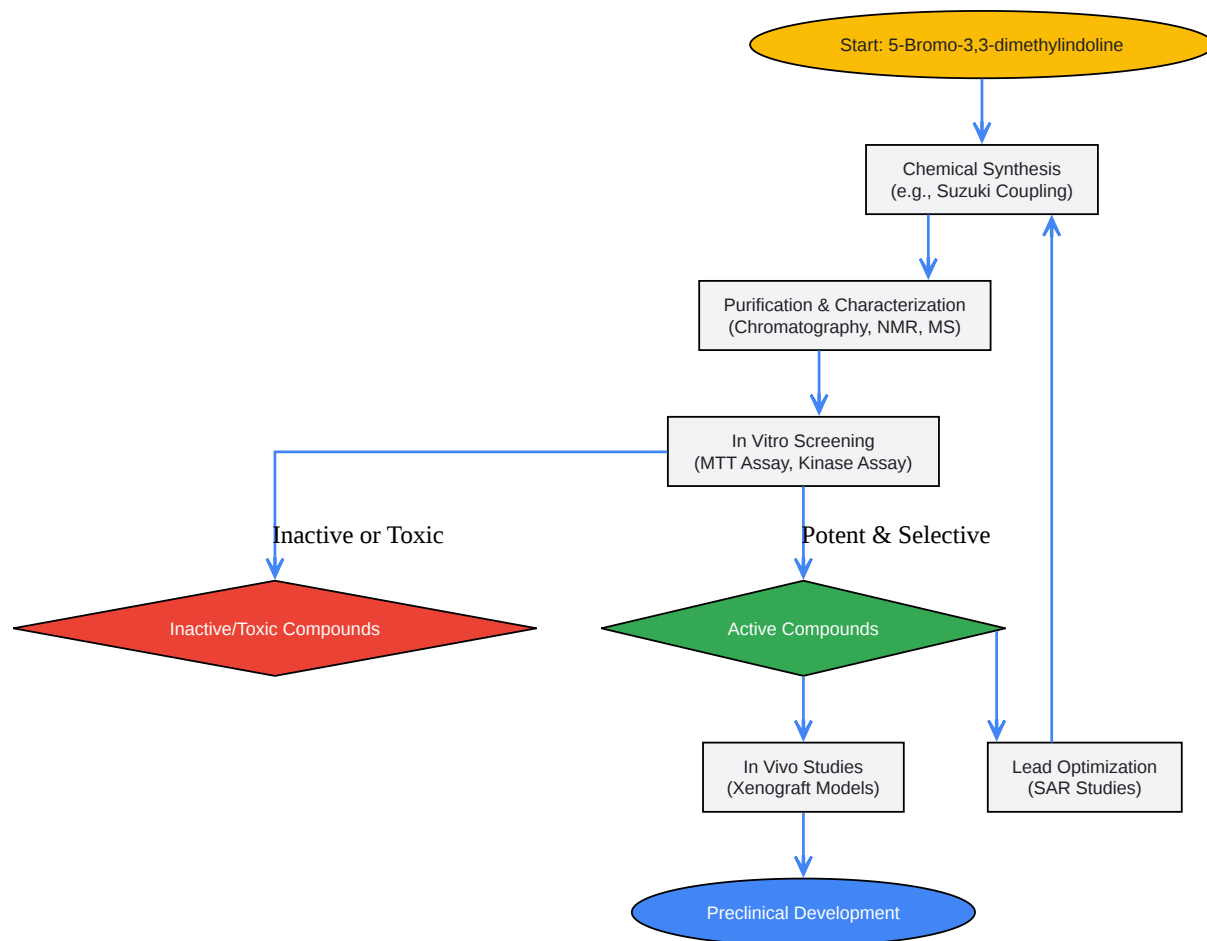 Start: 5-Bromo-3,3-dimethylindoline
Chemical Synthesis
(e.g., Suzuki Coupling)
Purification & Characterization
(Chromatography, NMR, MS)
In Vitro Screening
(MTT Assay, Kinase Assay)
Inactive or Toxic
Potent & Selective
Inactive/Toxic Compounds
Active Compounds
In Vivo Studies
(Xenograft Models)
Lead Optimization
(SAR Studies)
Preclinical Development